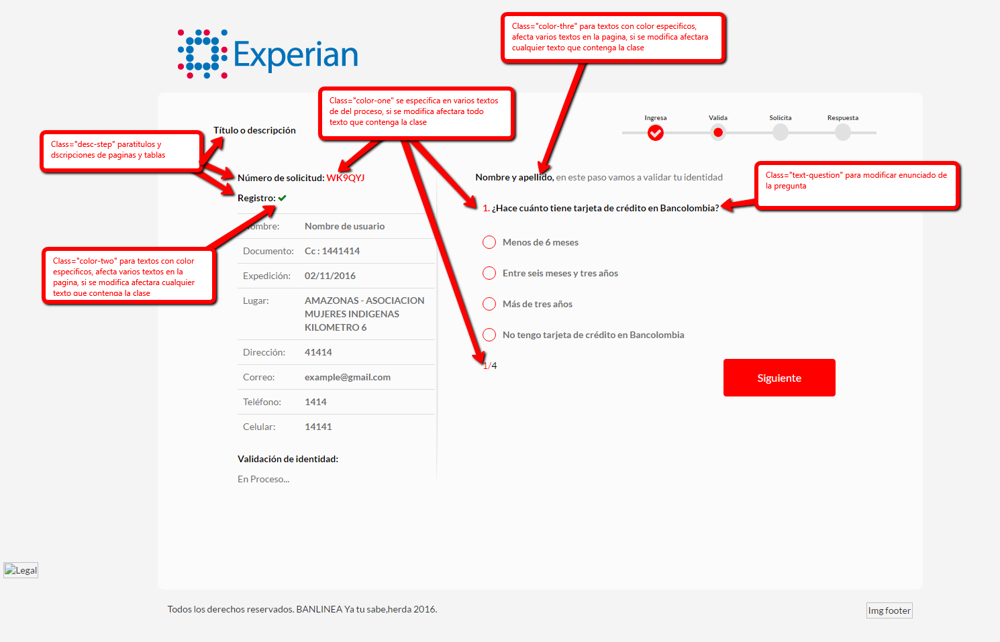 Class="color-thre" para textos con color especificos,
afecta varios textos en la pagina, si se modifica afectara
cualquier texto que contenga la clase
Experian
Class="color-one" se especifica en varios textos
de del proceso, si se modifica afectara todo
texto que contenga la clase
Ingresa
Valida
Solicita
Respuesta
Título o descripción
Class="desc-step" paratitulos y
dscripciones de paginas y tablas
Número de solicitud: WK9QYJ
Nombre y apellido, en este paso vamos a validar tu identidad
Class="text-question" para modificar enunciado de
la pregunta
Registro:
1. ¿Hace cuánto tiene tarjeta de crédito en Bancolombia?
Nombre: Nombre de usuario
Menos de 6 meses
Documento: Cc : 1441414
Class="color-two" para textos con color
especificos, afecta varios textos en la
pagina, si se modifica afectara cualquier
texto que contenga la clase
Expedición: 02/11/2016
Entre seis meses y tres años
Lugar: AMAZONAS - ASOCIACION
MUJERES INDIGENAS
KILOMETRO 6
Más de tres años
No tengo tarjeta de crédito en Bancolombia
Dirección: 41414
1/4
Siguiente
Correo: example@gmail.com
Teléfono: 1414
Celular: 14141
Validación de identidad:
En Proceso...
Legal
Todos los derechos reservados. BANLINEA Ya tu sabe,herda 2016.
Img footer